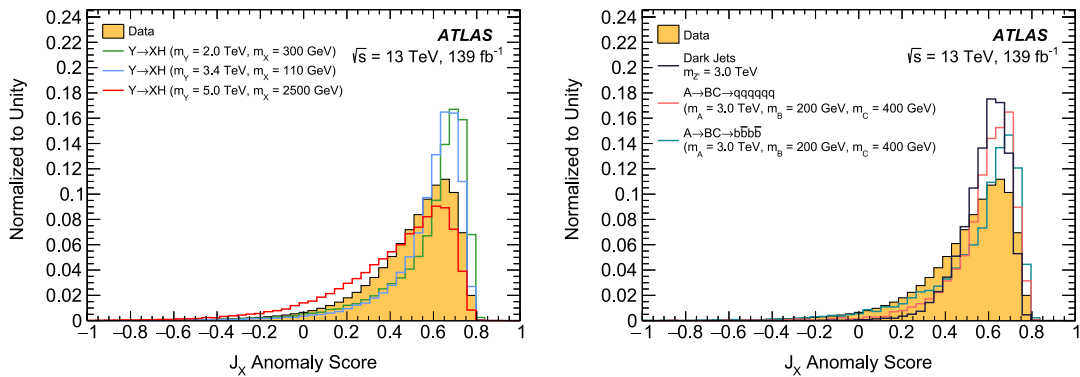 0.24
0.22
0.2
0.18
0.16
0.14
0.12
0.1
0.08
0.06
0.04
0.02
0
Normalized to Unity
Data
Y→XH (m_Y = 2.0 TeV, m_X = 300 GeV)
Y→XH (m_Y = 3.4 TeV, m_X = 110 GeV)
Y→XH (m_Y = 5.0 TeV, m_X = 2500 GeV)
ATLAS
√s = 13 TeV, 139 fb⁻¹
−1 −0.8 −0.6 −0.4 −0.2 0 0.2 0.4 0.6 0.8 1
J_X Anomaly Score
0.24
0.22
0.2
0.18
0.16
0.14
0.12
0.1
0.08
0.06
0.04
0.02
0
Normalized to Unity
Data
Dark Jets
m_Z' = 3.0 TeV
A→BC→qqqqqq
(m_A = 3.0 TeV, m_B = 200 GeV, m_C = 400 GeV)
A→BC→bb̄bb̄
(m_A = 3.0 TeV, m_B = 200 GeV, m_C = 400 GeV)
ATLAS
√s = 13 TeV, 139 fb⁻¹
−1 −0.8 −0.6 −0.4 −0.2 0 0.2 0.4 0.6 0.8 1
J_X Anomaly Score